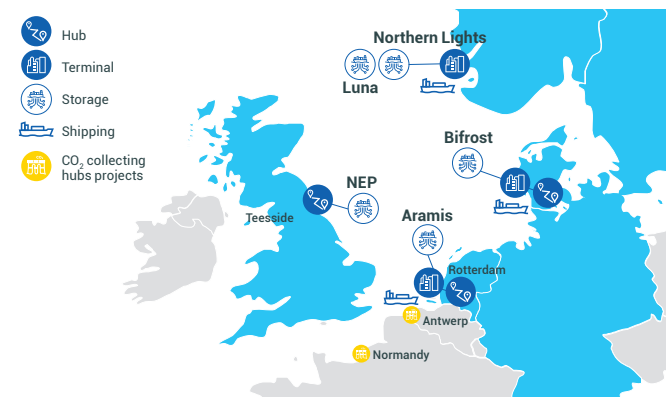 Hub
Terminal
Storage
Shipping
CO₂ collecting
hubs projects
Northern Lights
Luna
Bifrost
NEP
Teesside
Aramis
Rotterdam
Antwerp
Normandy